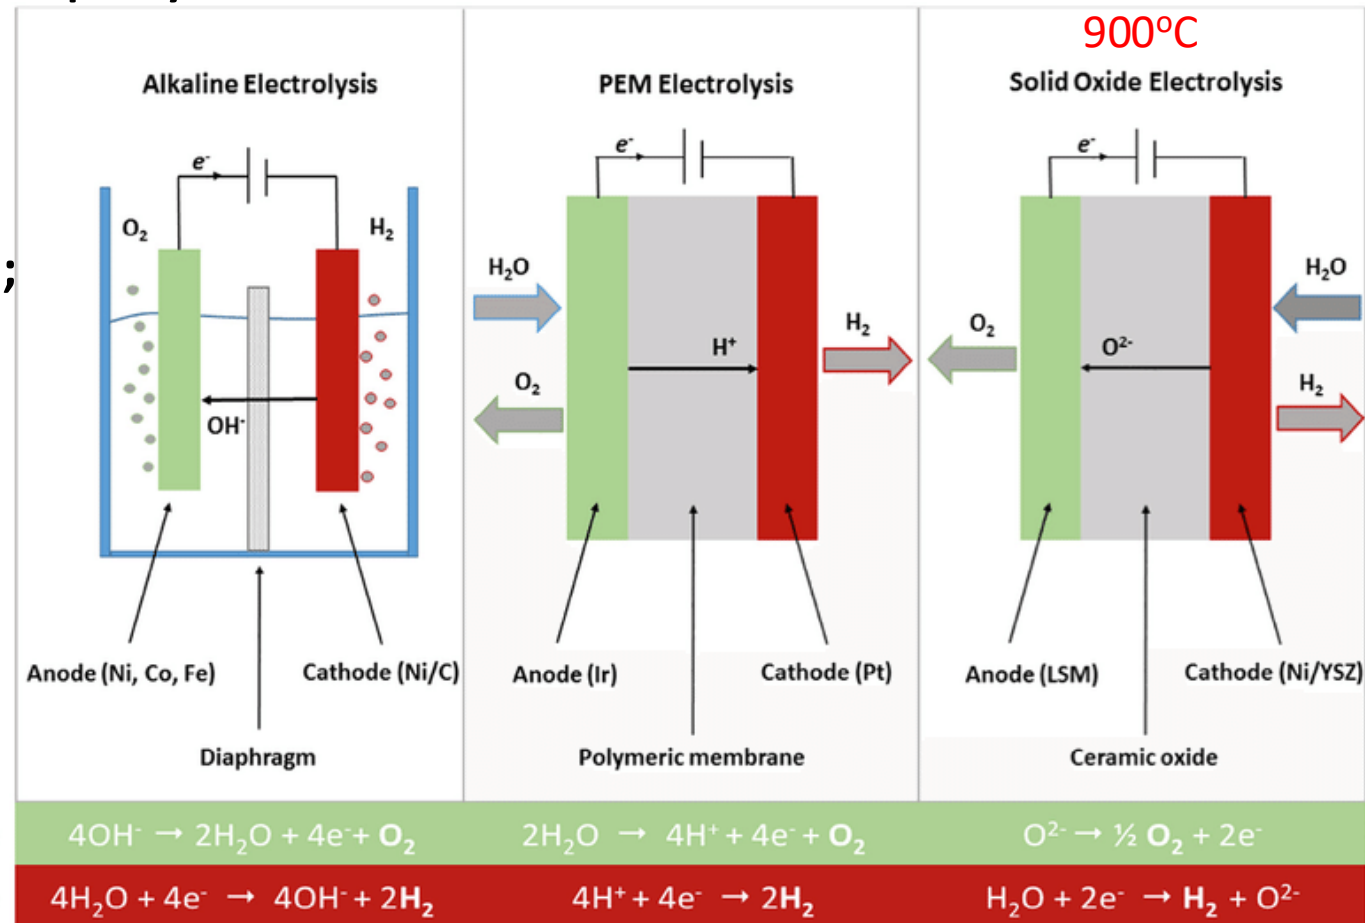 ;
900°C
Alkaline Electrolysis
e⁻
O₂
H₂
OH⁻
Anode (Ni, Co, Fe)
Cathode (Ni/C)
Diaphragm
PEM Electrolysis
e⁻
H₂O
H⁺
H₂
O₂
Anode (Ir)
Cathode (Pt)
Polymeric membrane
Solid Oxide Electrolysis
e⁻
H₂O
O₂
O²⁻
H₂
Anode (LSM)
Cathode (Ni/YSZ)
Ceramic oxide
4OH⁻ → 2H₂O + 4e⁻ + O₂
2H₂O → 4H⁺ + 4e⁻ + O₂
O²⁻ → ½ O₂ + 2e⁻
4H₂O + 4e⁻ → 4OH⁻ + 2H₂
4H⁺ + 4e⁻ → 2H₂
H₂O + 2e⁻ → H₂ + O²⁻